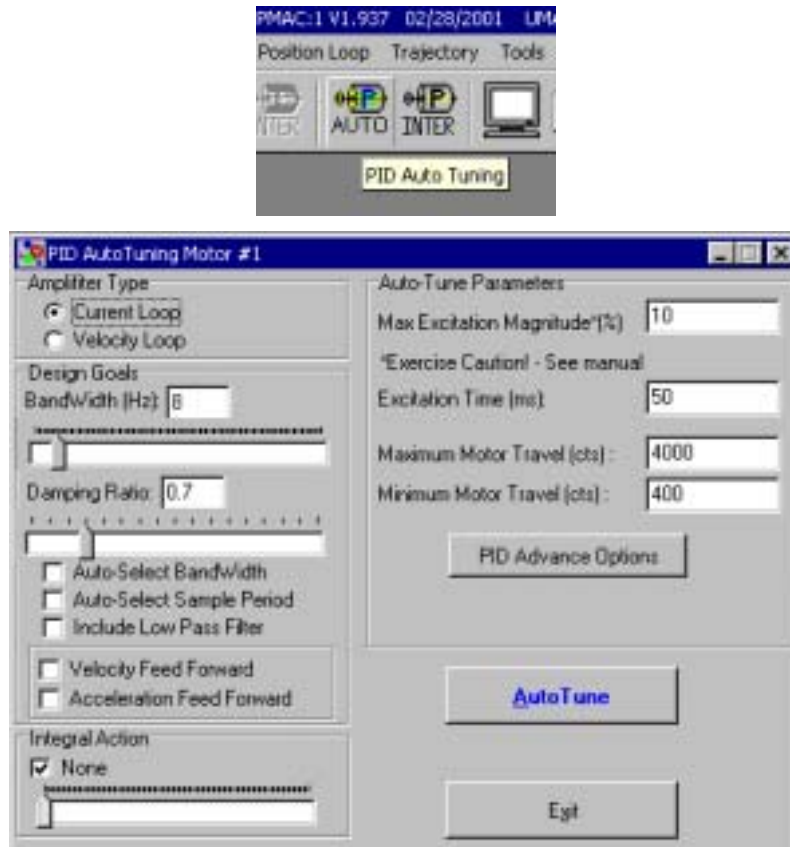 PMAC:1 V1.937 02/28/2001 UMA
Position Loop Trajectory Tools
INTER AUTO INTER
PID Auto Tuning
PID AutoTuning Motor #1
Amplifiter Type
Current Loop
Velocity Loop
Design Goals
BandWidth (Hz): 8
Damping Ratio: 0.7
Auto-Select BandWidth
Auto-Select Sample Period
Include Low Pass Filter
Velocity Feed Forward
Acceleration Feed Forward
Integral Action
None
Auto-Tune Parameters
Max Excitation Magnitude*(%) 10
*Exercise Caution! - See manual
Excitation Time (ms): 50
Maximum Motor Travel (cts) : 4000
Minimum Motor Travel (cts) : 400
PID Advance Options
AutoTune
Exit